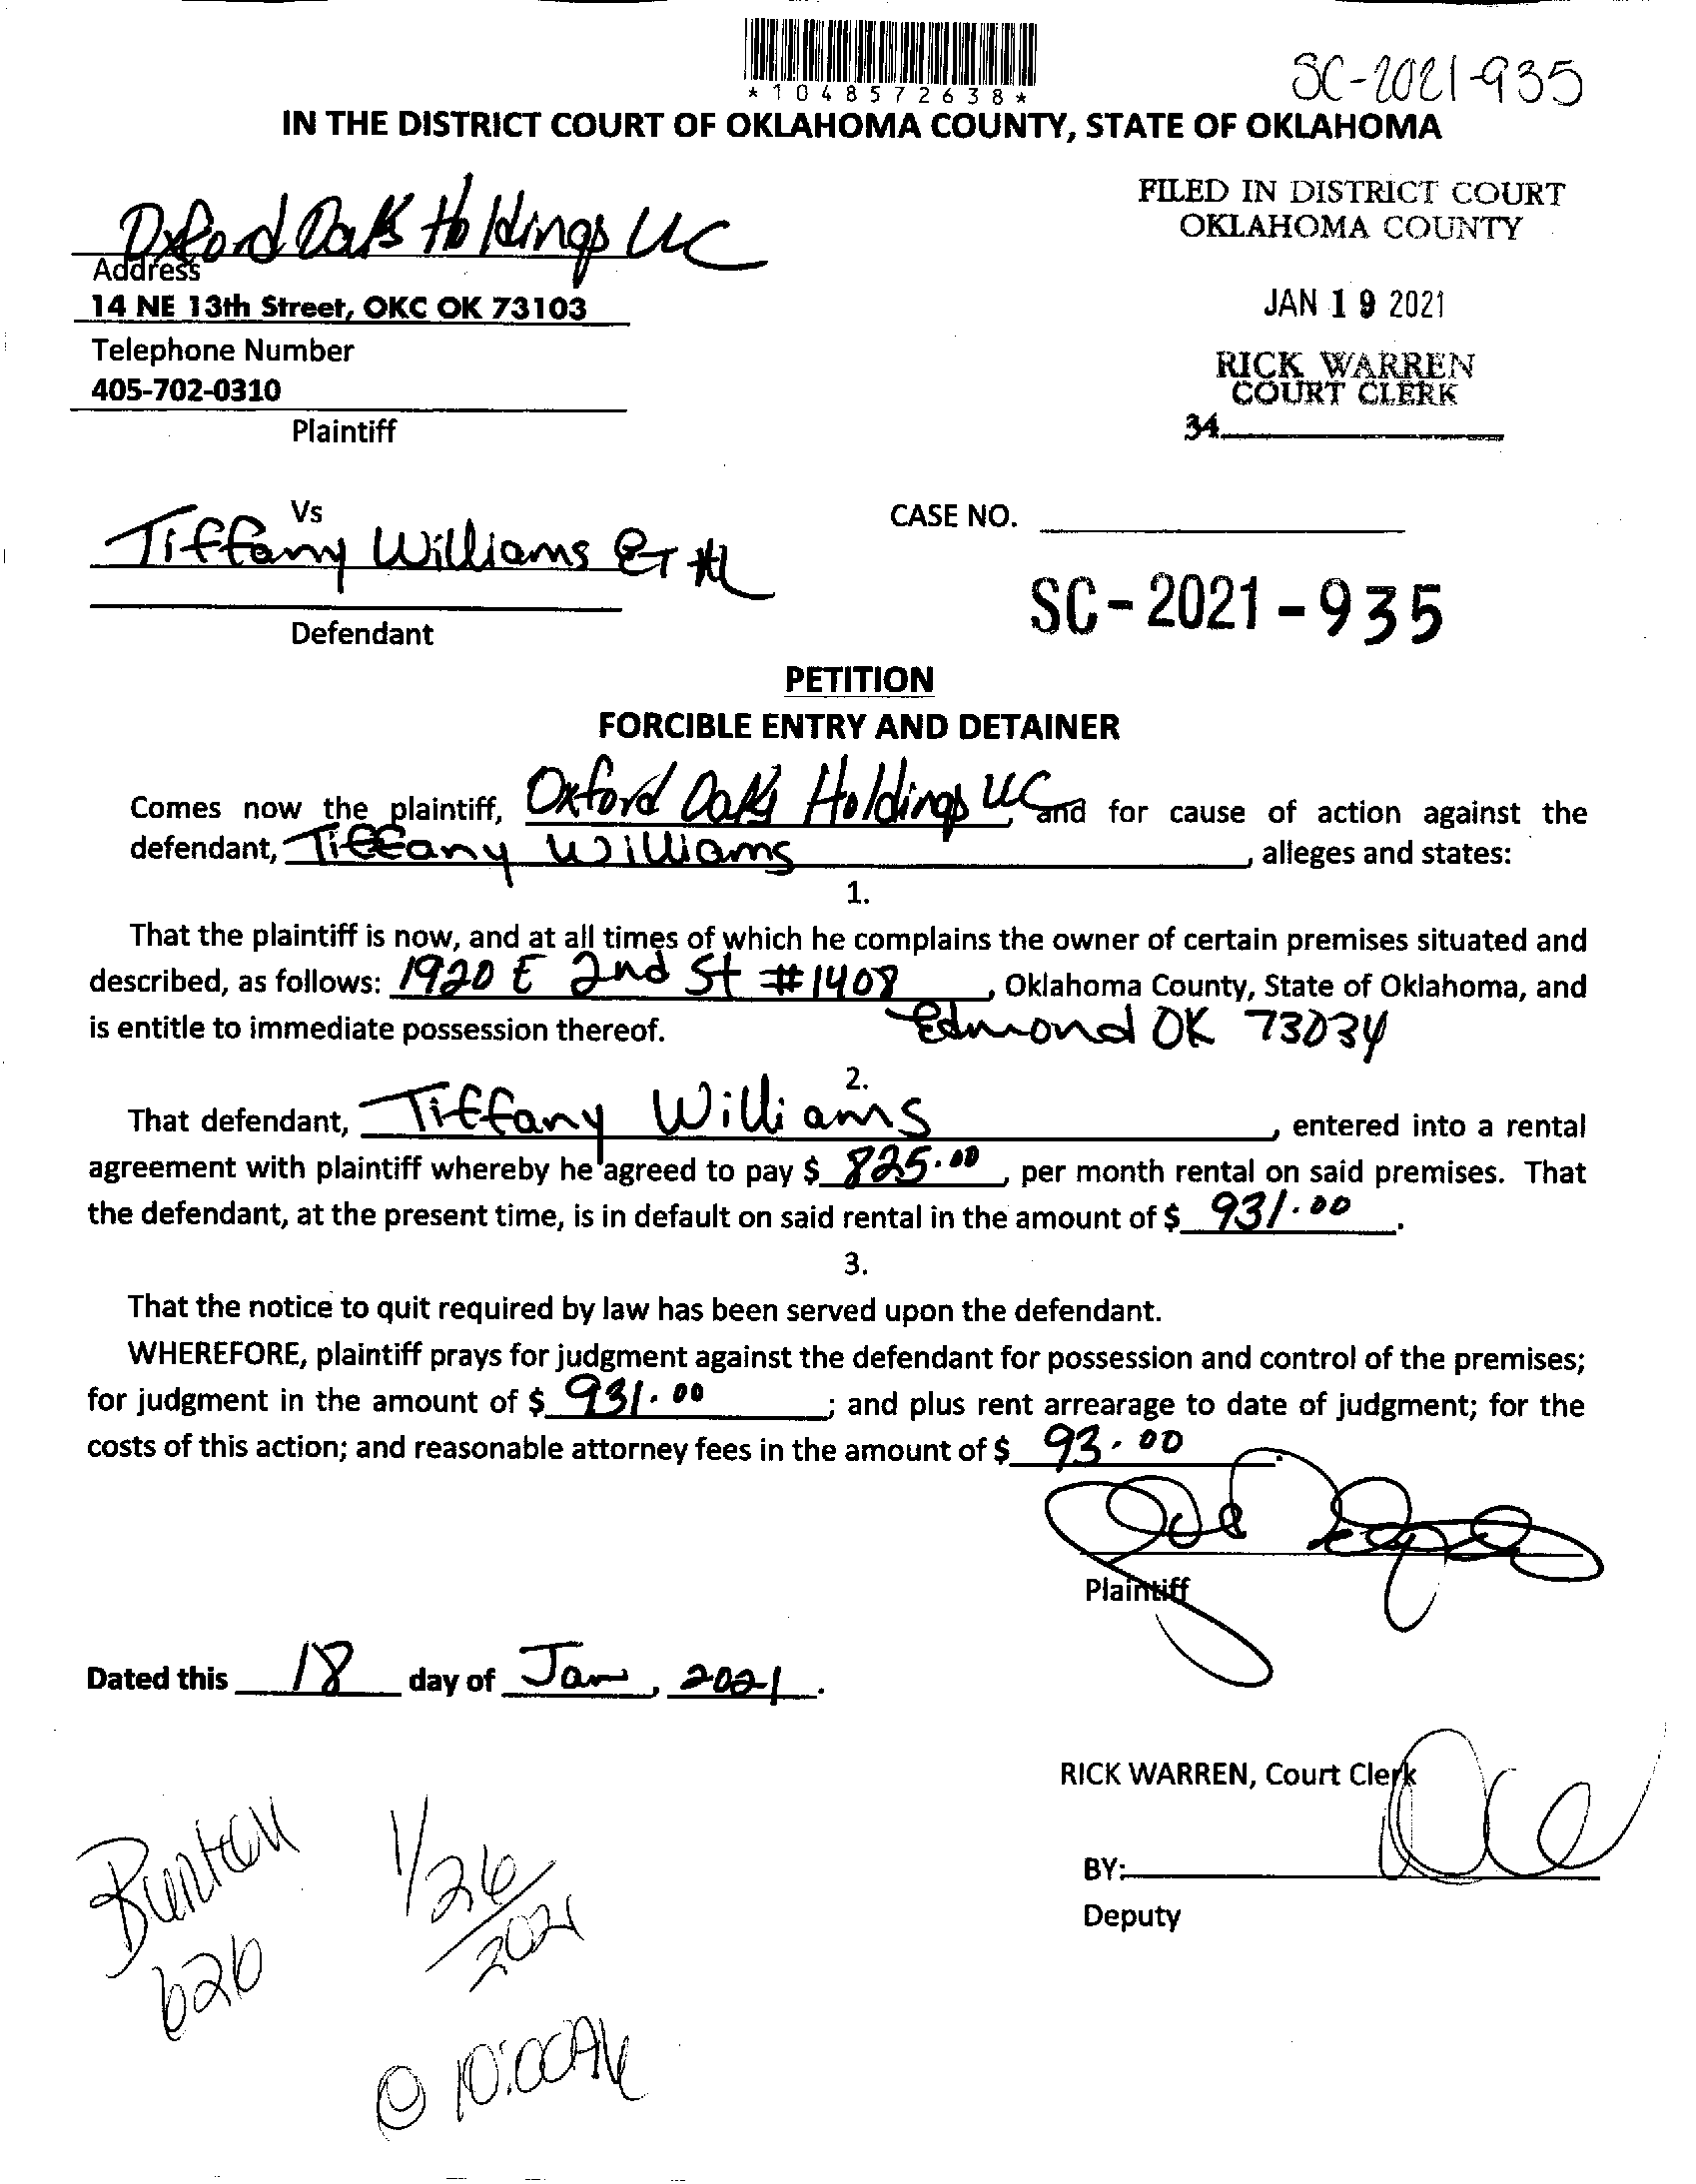 *1048572638*
SC-2021-935
IN THE DISTRICT COURT OF OKLAHOMA COUNTY, STATE OF OKLAHOMA
Oxford Oaks Holdings LLC
Address
14 NE 13th Street, OKC OK 73103
Telephone Number
405-702-0310
Plaintiff
FILED IN DISTRICT COURT
OKLAHOMA COUNTY
JAN 19 2021
RICK WARREN
COURT CLERK
34
Vs
Tiffany Williams ET AL
Defendant
CASE NO.
SC-2021-935
PETITION
FORCIBLE ENTRY AND DETAINER
Comes now the plaintiff, Oxford Oaks Holdings LLC, and for cause of action against the
defendant, Tiffany Williams, alleges and states:
1.
That the plaintiff is now, and at all times of which he complains the owner of certain premises situated and
described, as follows: 1920 E 2nd St #1408, Oklahoma County, State of Oklahoma, and
is entitle to immediate possession thereof. Edmond OK 73034
2.
That defendant, Tiffany Williams, entered into a rental
agreement with plaintiff whereby he agreed to pay $ 825.00, per month rental on said premises. That
the defendant, at the present time, is in default on said rental in the amount of $ 931.00.
3.
That the notice to quit required by law has been served upon the defendant.
WHEREFORE, plaintiff prays for judgment against the defendant for possession and control of the premises;
for judgment in the amount of $ 931.00; and plus rent arrearage to date of judgment; for the
costs of this action; and reasonable attorney fees in the amount of $ 93.00.
Plaintiff
Dated this 18 day of Jan, 2021.
RICK WARREN, Court Clerk
BY:
Deputy
Bunten
626
1/26/2021
@ 10:00AM